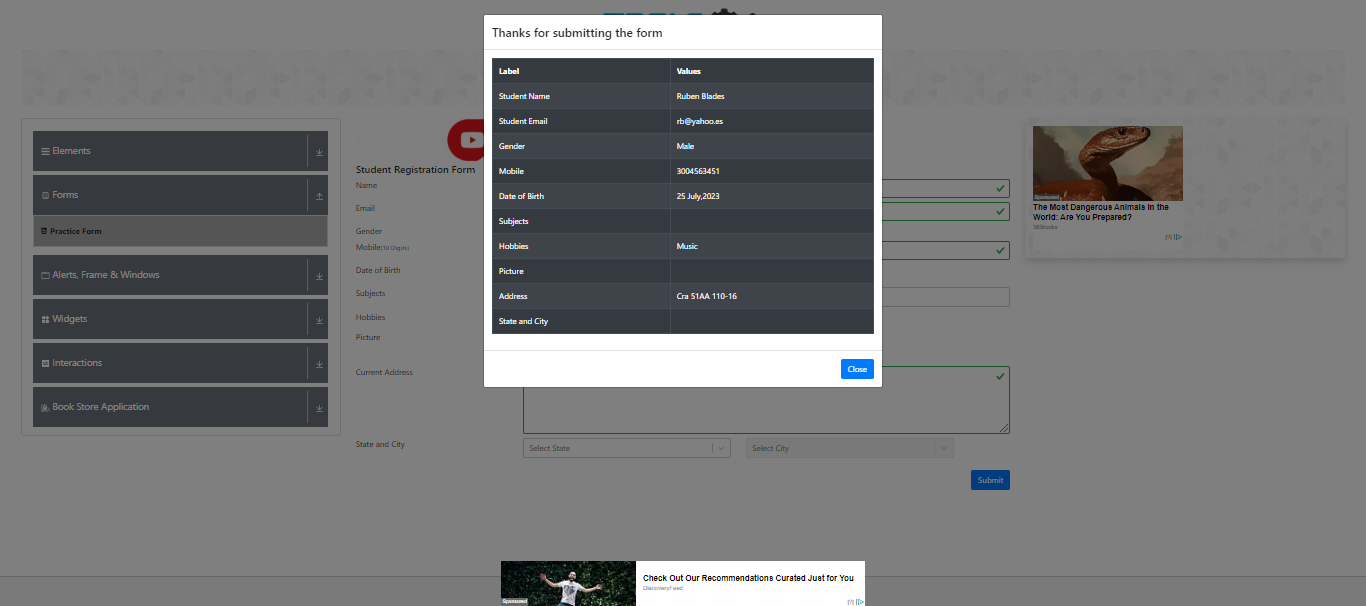 Thanks for submitting the form
Label Values
Student Name Ruben Blades
Student Email rb@yahoo.es
Gender Male
Mobile 3004563451
Date of Birth 25 July,2023
Subjects
Hobbies Music
Picture
Address Cra 51AA 110-16
State and City
Close
Elements
Forms
Practice Form
Alerts, Frame & Windows
Widgets
Interactions
Book Store Application
Student Registration Form
Name
Email
Gender
Mobile(10 Digits)
Date of Birth
Subjects
Hobbies
Picture
Current Address
State and City
Select State
Select City
Submit
Sponsored
The Most Dangerous Animals in the
World: Are You Prepared?
Sponsored
Check Out Our Recommendations Curated Just for You
DiscoveryFeed